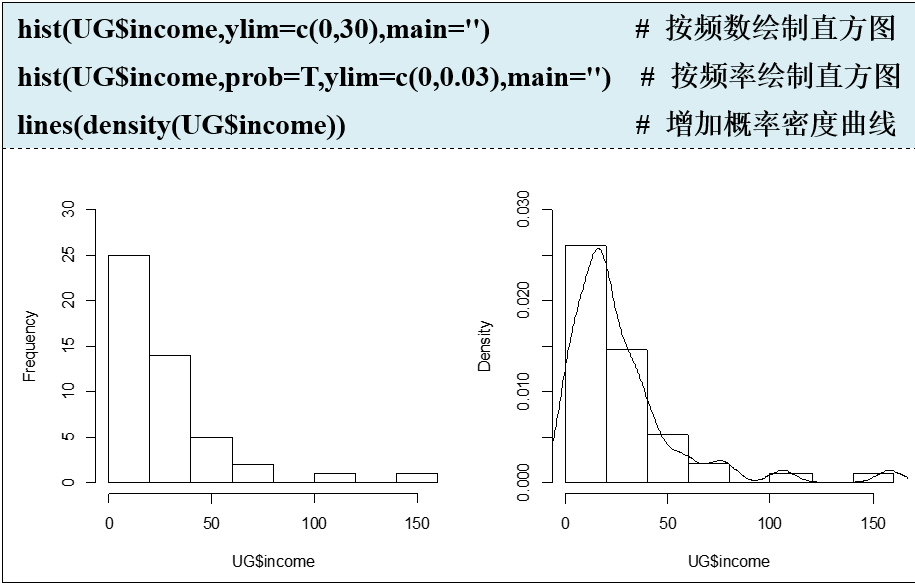 hist(UG$income,ylim=c(0,30),main='') # 按频数绘制直方图
hist(UG$income,prob=T,ylim=c(0,0.03),main='') # 按频率绘制直方图
lines(density(UG$income)) # 增加概率密度曲线
Frequency
30
25
20
15
10
5
0
0 50 100 150
UG$income
Density
0.030
0.020
0.010
0.000
0 50 100 150
UG$income